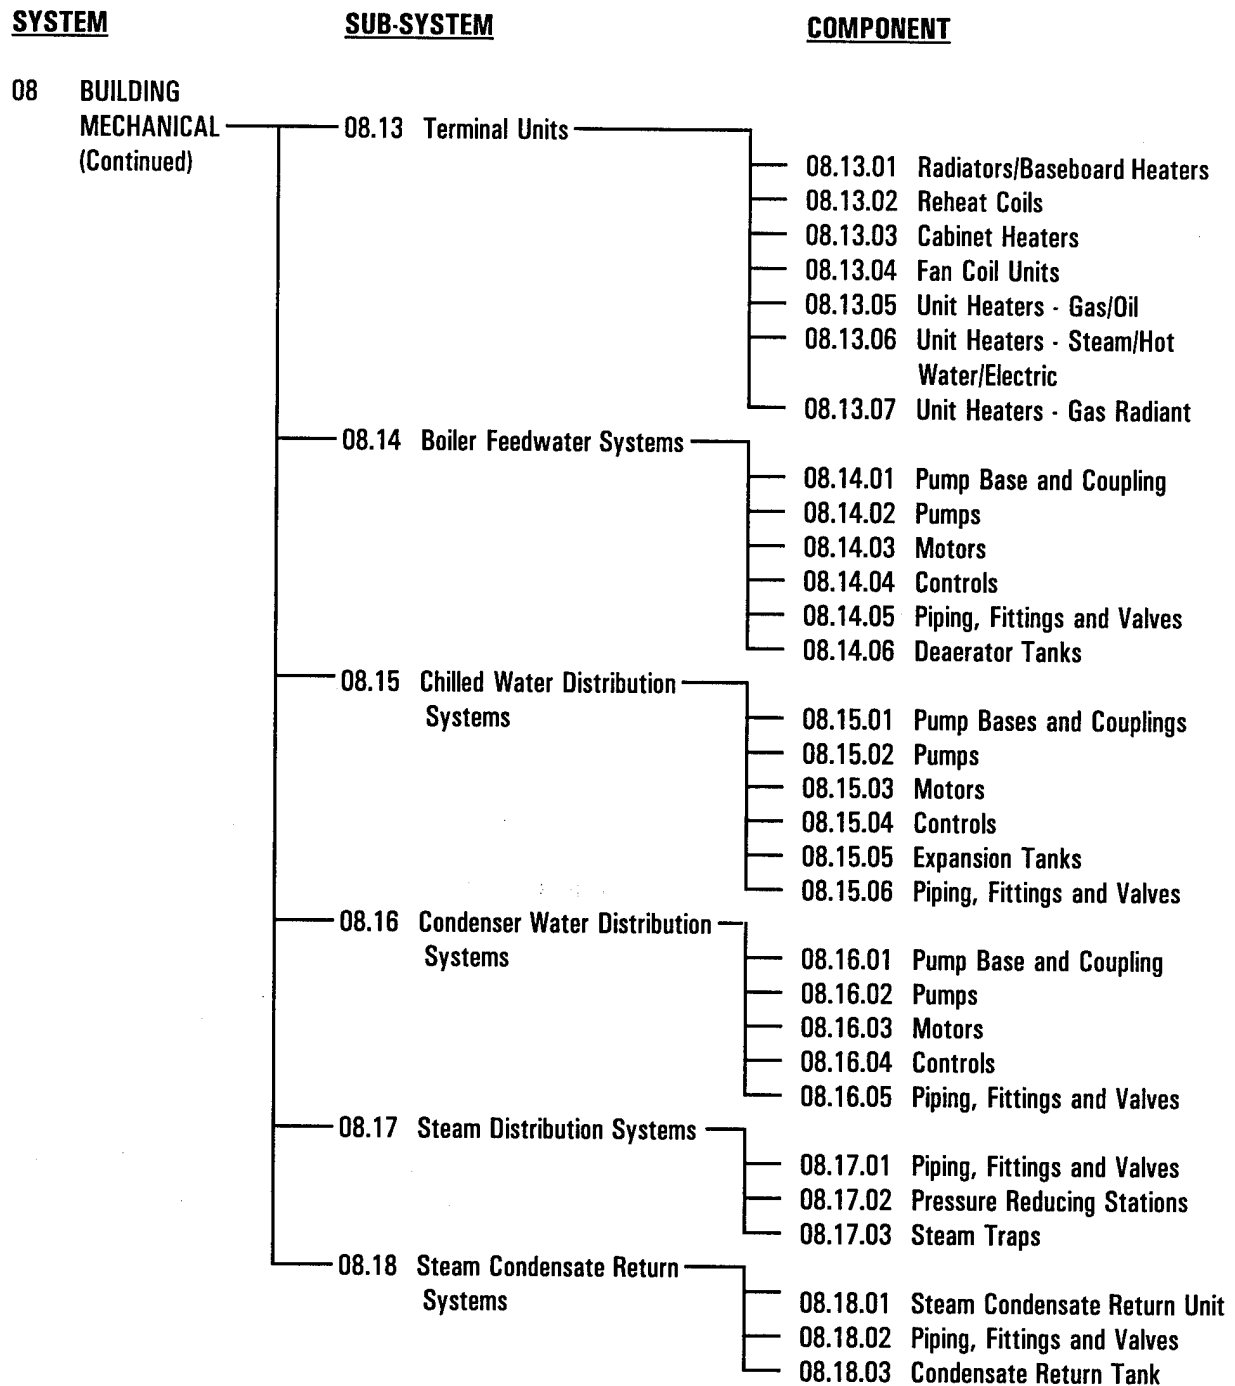 SYSTEM SUB-SYSTEM COMPONENT
08 BUILDING
MECHANICAL 08.13 Terminal Units
(Continued)
08.13.01 Radiators/Baseboard Heaters
08.13.02 Reheat Coils
08.13.03 Cabinet Heaters
08.13.04 Fan Coil Units
08.13.05 Unit Heaters - Gas/Oil
08.13.06 Unit Heaters - Steam/Hot
Water/Electric
08.13.07 Unit Heaters - Gas Radiant
08.14 Boiler Feedwater Systems
08.14.01 Pump Base and Coupling
08.14.02 Pumps
08.14.03 Motors
08.14.04 Controls
08.14.05 Piping, Fittings and Valves
08.14.06 Deaerator Tanks
08.15 Chilled Water Distribution
Systems
08.15.01 Pump Bases and Couplings
08.15.02 Pumps
08.15.03 Motors
08.15.04 Controls
08.15.05 Expansion Tanks
08.15.06 Piping, Fittings and Valves
08.16 Condenser Water Distribution
Systems
08.16.01 Pump Base and Coupling
08.16.02 Pumps
08.16.03 Motors
08.16.04 Controls
08.16.05 Piping, Fittings and Valves
08.17 Steam Distribution Systems
08.17.01 Piping, Fittings and Valves
08.17.02 Pressure Reducing Stations
08.17.03 Steam Traps
08.18 Steam Condensate Return
Systems
08.18.01 Steam Condensate Return Unit
08.18.02 Piping, Fittings and Valves
08.18.03 Condensate Return Tank